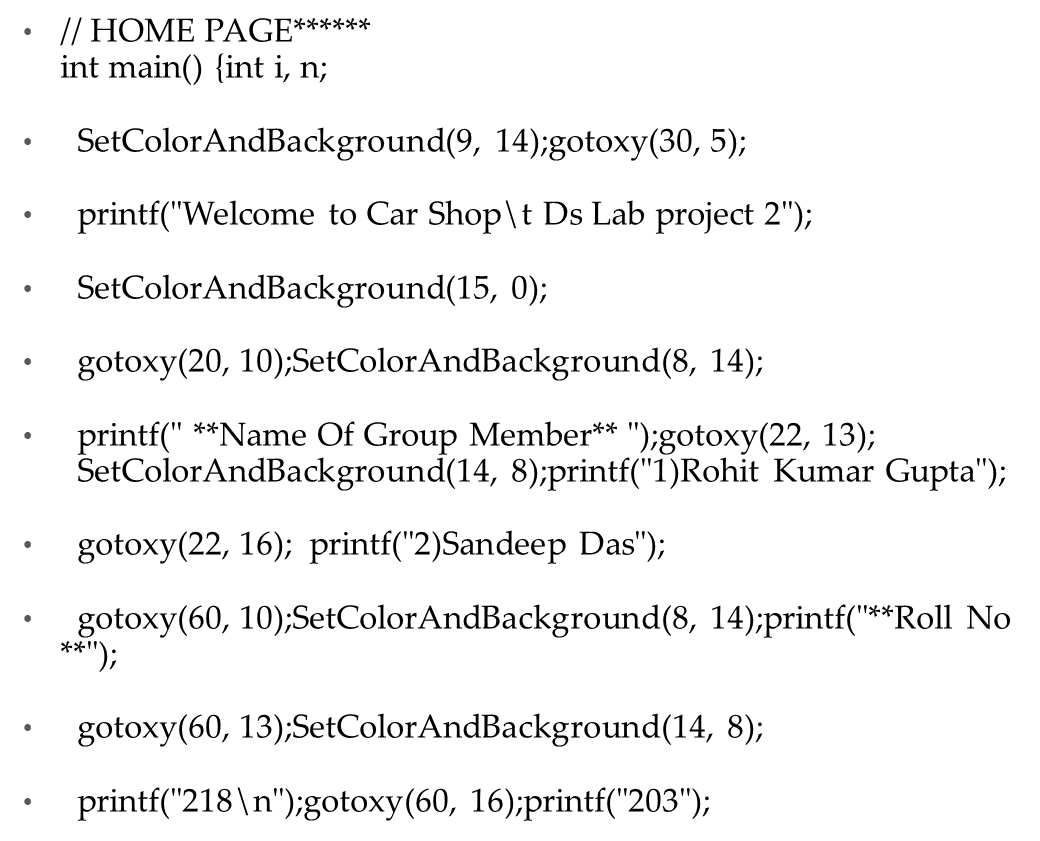 • // HOME PAGE******
int main() {int i, n;
• SetColorAndBackground(9, 14);gotoxy(30, 5);
• printf("Welcome to Car Shop\t Ds Lab project 2");
• SetColorAndBackground(15, 0);
• gotoxy(20, 10);SetColorAndBackground(8, 14);
• printf(" **Name Of Group Member** ");gotoxy(22, 13);
SetColorAndBackground(14, 8);printf("1)Rohit Kumar Gupta");
• gotoxy(22, 16); printf("2)Sandeep Das");
• gotoxy(60, 10);SetColorAndBackground(8, 14);printf("**Roll No
**");
• gotoxy(60, 13);SetColorAndBackground(14, 8);
• printf("218\n");gotoxy(60, 16);printf("203");